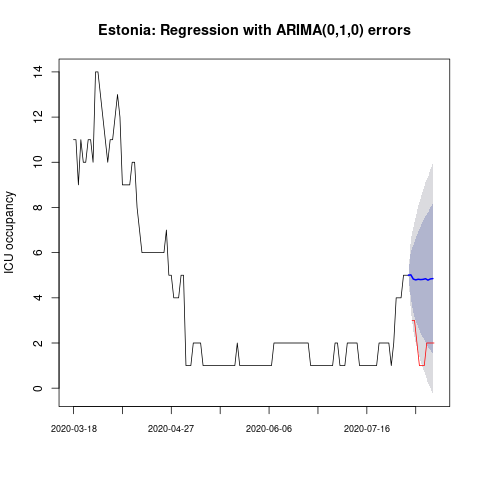 Estonia: Regression with ARIMA(0,1,0) errors
ICU occupancy
14
12
10
8
6
4
2
0
2020-03-18 2020-04-27 2020-06-06 2020-07-16